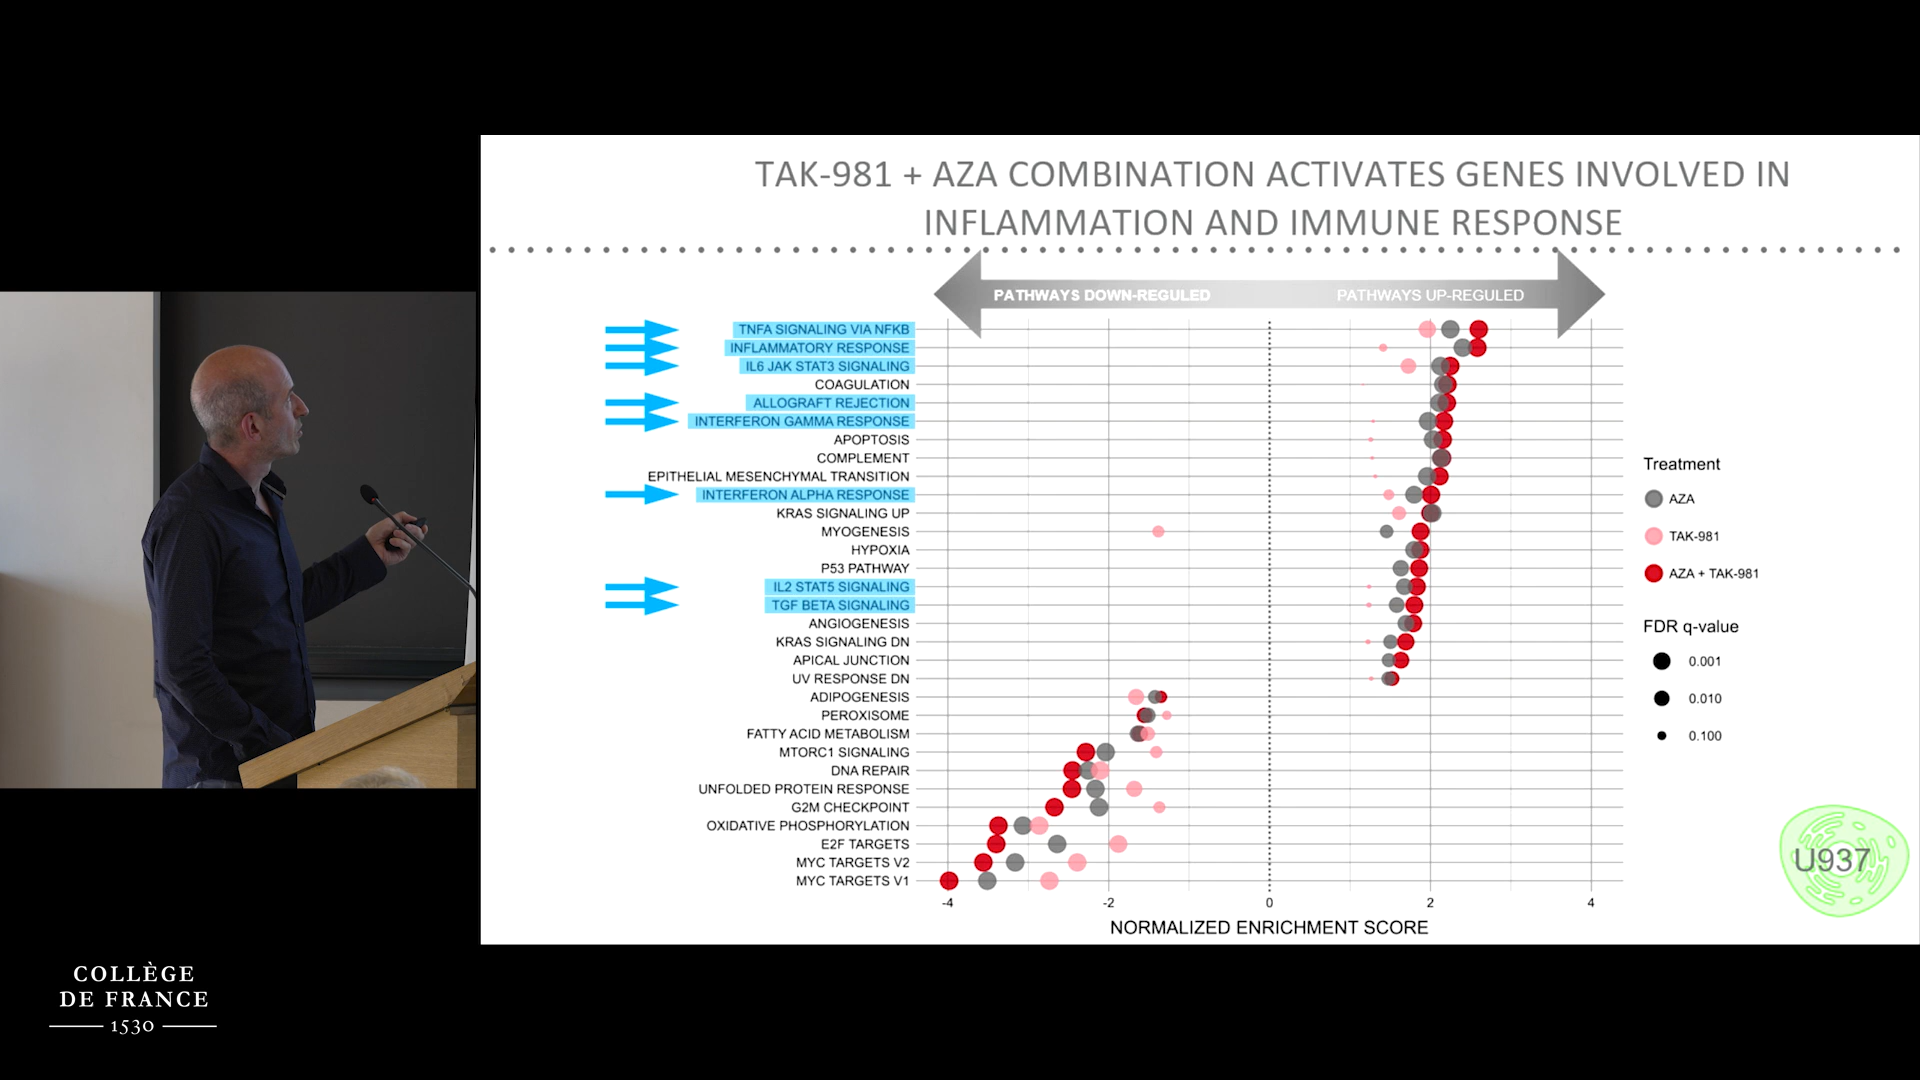 TAK-981 + AZA COMBINATION ACTIVATES GENES INVOLVED IN
INFLAMMATION AND IMMUNE RESPONSE
PATHWAYS DOWN-REGULED
PATHWAYS UP-REGULED
TNFA SIGNALING VIA NFKB
INFLAMMATORY RESPONSE
IL6 JAK STAT3 SIGNALING
COAGULATION
ALLOGRAFT REJECTION
INTERFERON GAMMA RESPONSE
APOPTOSIS
COMPLEMENT
EPITHELIAL MESENCHYMAL TRANSITION
INTERFERON ALPHA RESPONSE
KRAS SIGNALING UP
MYOGENESIS
HYPOXIA
P53 PATHWAY
IL2 STAT5 SIGNALING
TGF BETA SIGNALING
ANGIOGENESIS
KRAS SIGNALING DN
APICAL JUNCTION
UV RESPONSE DN
ADIPOGENESIS
PEROXISOME
FATTY ACID METABOLISM
MTORC1 SIGNALING
DNA REPAIR
UNFOLDED PROTEIN RESPONSE
G2M CHECKPOINT
OXIDATIVE PHOSPHORYLATION
E2F TARGETS
MYC TARGETS V2
MYC TARGETS V1
-4 -2 0 2 4
NORMALIZED ENRICHMENT SCORE
Treatment
AZA
TAK-981
AZA + TAK-981
FDR q-value
0.001
0.010
0.100
U937
COLLÈGE
DE FRANCE
1530